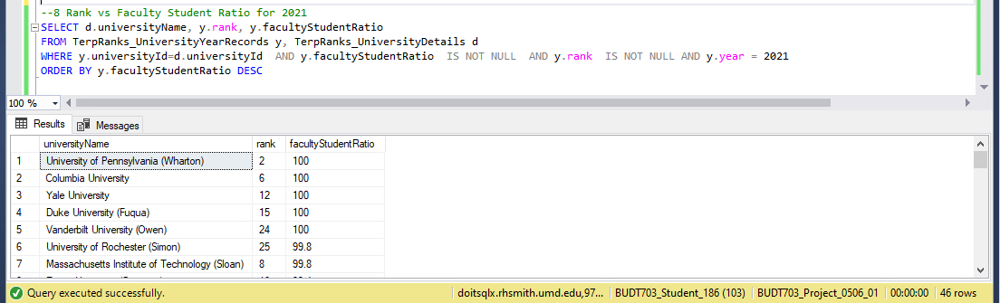 --8 Rank vs Faculty Student Ratio for 2021
SELECT d.universityName, y.rank, y.facultyStudentRatio
FROM TerpRanks_UniversityYearRecords y, TerpRanks_UniversityDetails d
WHERE y.universityId=d.universityId  AND y.facultyStudentRatio  IS NOT NULL  AND y.rank  IS NOT NULL AND y.year = 2021
ORDER BY y.facultyStudentRatio DESC
100 %
Results Messages
universityName rank facultyStudentRatio
1 University of Pennsylvania (Wharton) 2 100
2 Columbia University 6 100
3 Yale University 12 100
4 Duke University (Fuqua) 15 100
5 Vanderbilt University (Owen) 24 100
6 University of Rochester (Simon) 25 99.8
7 Massachusetts Institute of Technology (Sloan) 8 99.8
Query executed successfully. doitsqlx.rhsmith.umd.edu,97... BUDT703_Student_186 (103) BUDT703_Project_0506_01 00:00:00 46 rows